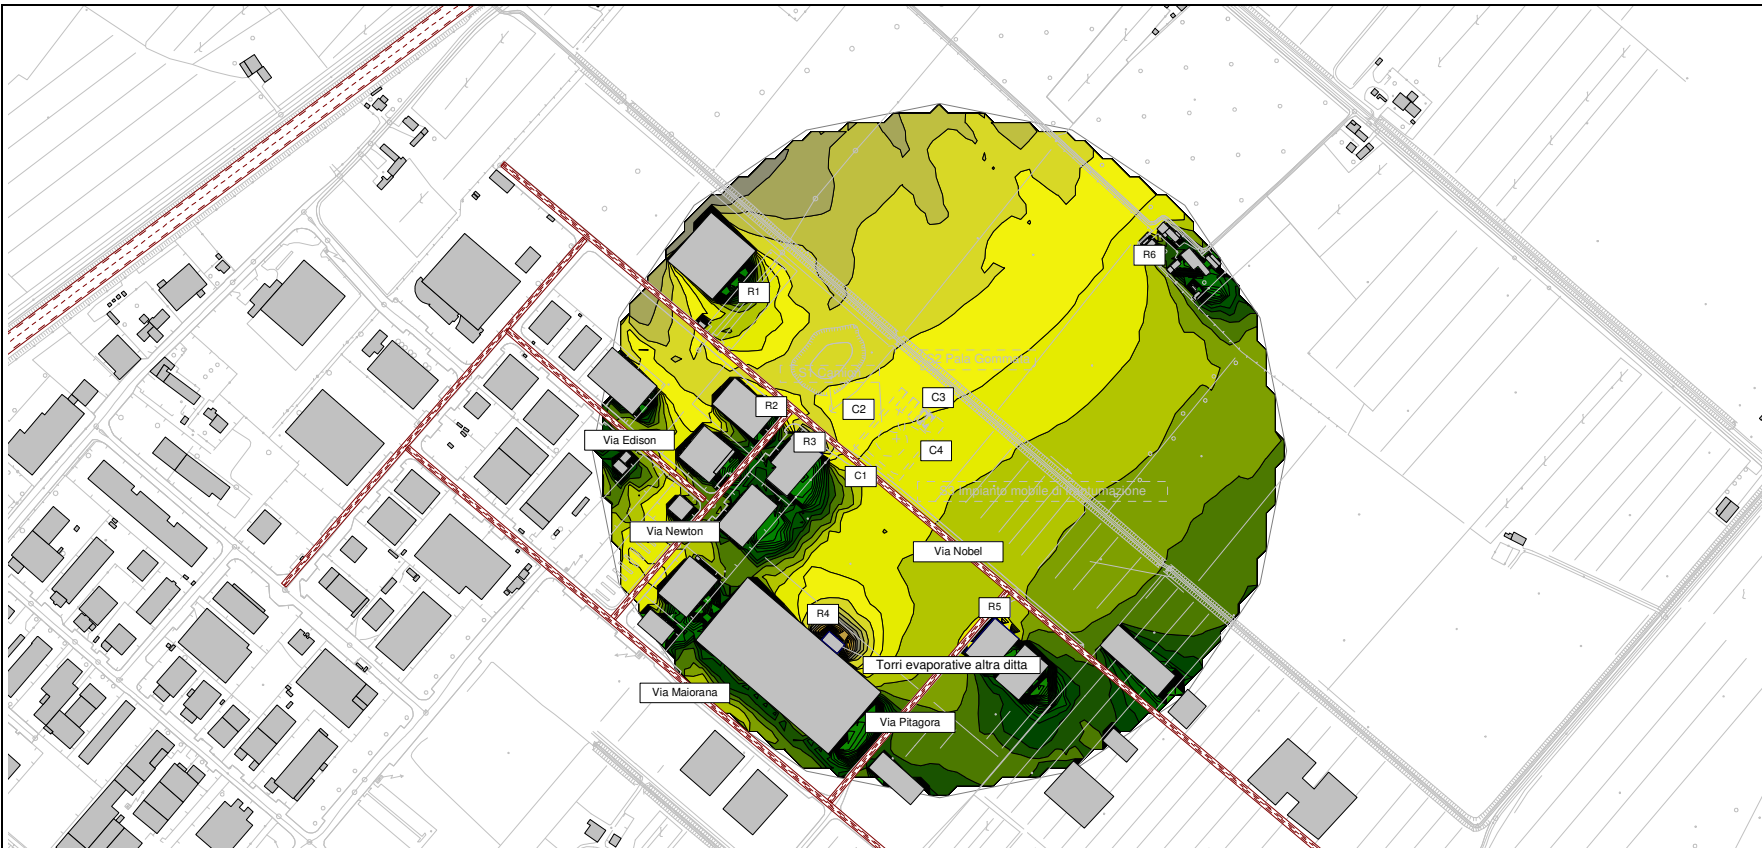 R6
R1
S2 Pala Gommata
C3
R2
C2
Via Edison
R3
C4
C1
S3 Impianto mobile di frantumazione
Via Newton
Via Nobel
R4
R5
Torri evaporative altra ditta
Via Maiorana
Via Pitagora